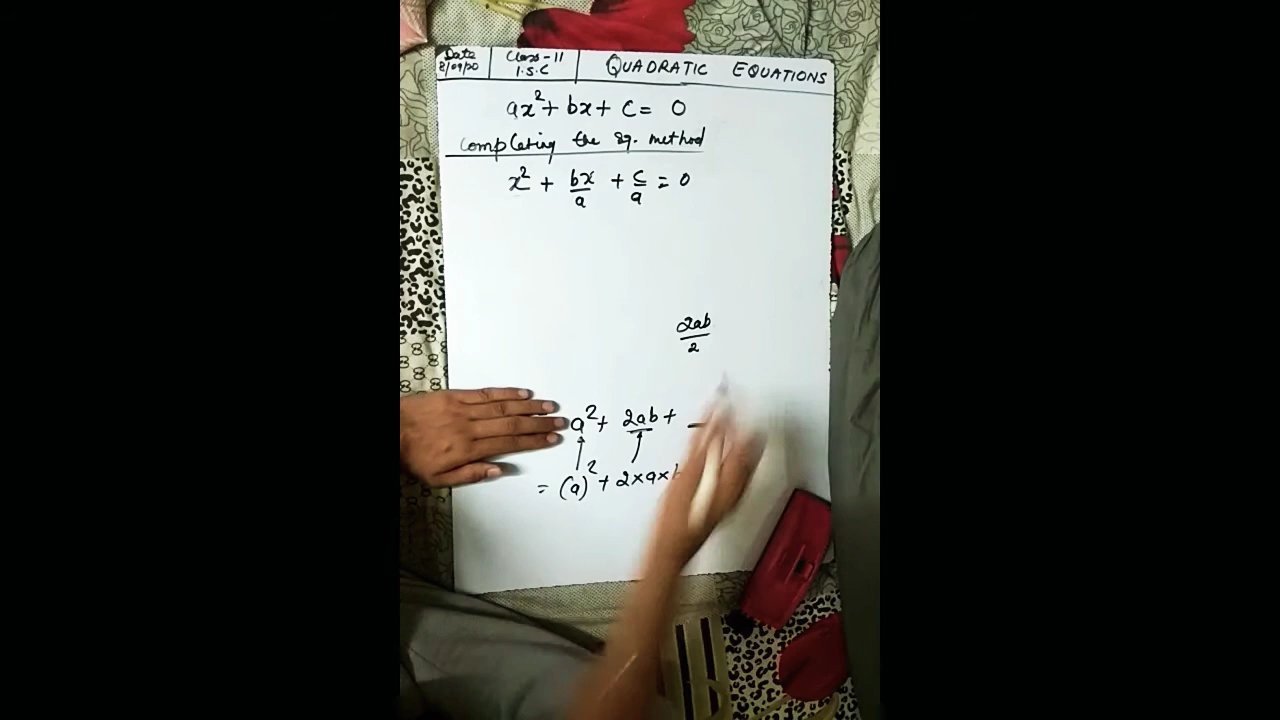 Date 8/09/20 Class-11 I.S.C QUADRATIC EQUATIONS
ax² + bx + c = 0
Completing the sq. method
x² + bx/a + c/a = 0
2ab/2
a² + 2ab +
= (a)² + 2×a×b